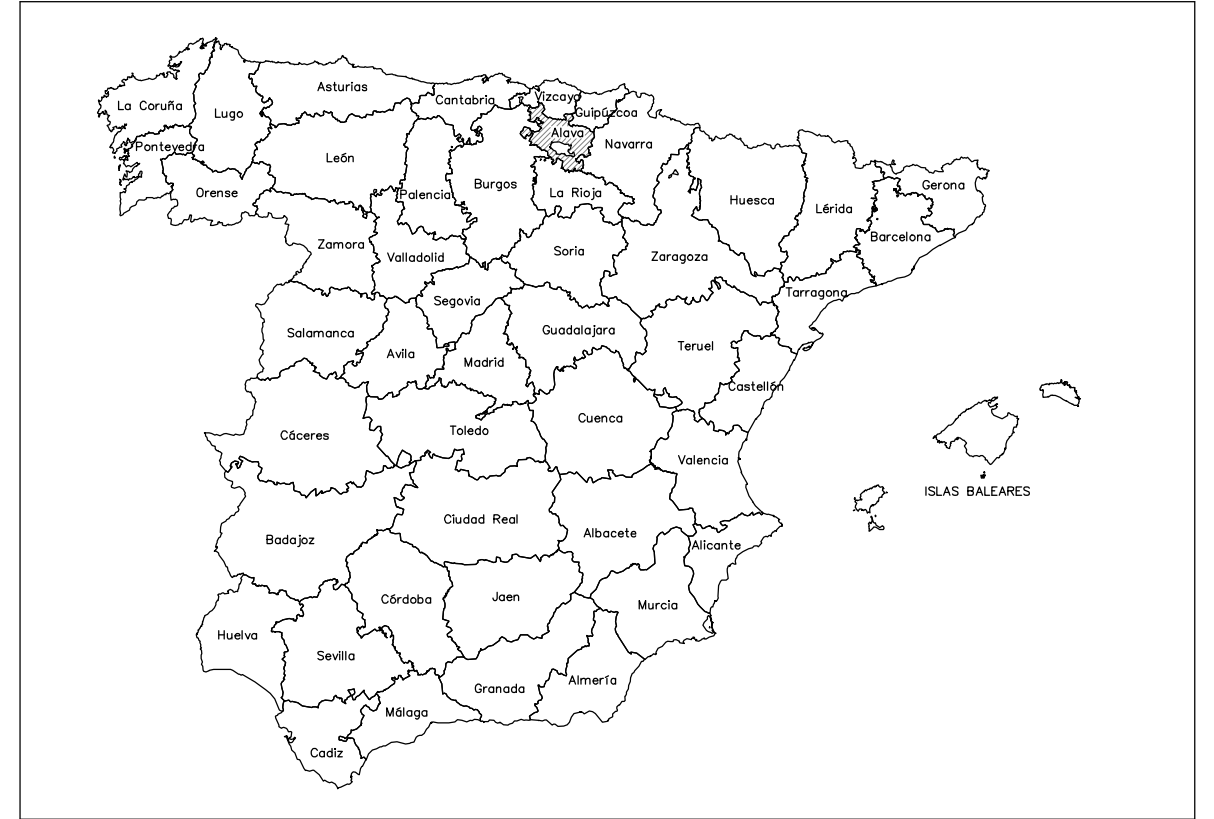 Asturias
Vizcaya
Cantabria
La Coruña
Lugo
Guipúzcoa
Alava
Navarra
Pontevedra
León
Gerona
Burgos
Orense
La Rioja
Palencia
Huesca
Lérida
Barcelona
Zamora
Soria
Valladolid
Zaragoza
Tarragona
Segovia
Salamanca
Guadalajara
Teruel
Avila
Madrid
Castellón
Cuenca
Cáceres
Toledo
Valencia
ISLAS BALEARES
Ciudad Real
Albacete
Badajoz
Alicante
Jaen
Córdoba
Murcia
Huelva
Sevilla
Almería
Granada
Málaga
Cadiz